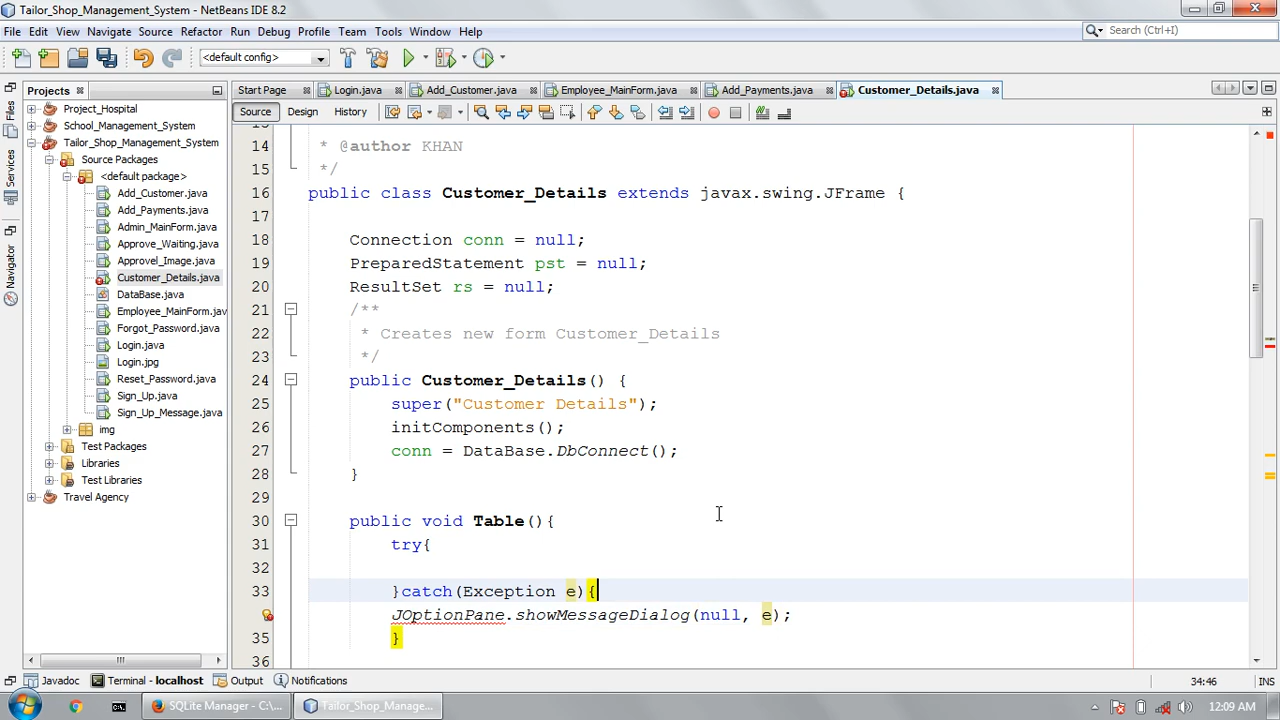 Tailor_Shop_Management_System - NetBeans IDE 8.2
File Edit View Navigate Source Refactor Run Debug Profile Team Tools Window Help
Search (Ctrl+I)
<default config>
Projects
Start Page Login.java Add_Customer.java Employee_MainForm.java Add_Payments.java Customer_Details.java
Source Design History
Files
Services
Navigator
Project_Hospital
School_Management_System
Tailor_Shop_Management_System
Source Packages
<default package>
Add_Customer.java
Add_Payments.java
Admin_MainForm.java
Approve_Waiting.java
Approvel_Image.java
Customer_Details.java
DataBase.java
Employee_MainForm.jav
Forgot_Password.java
Login.java
Login.jpg
Reset_Password.java
Sign_Up.java
Sign_Up_Message.java
img
Test Packages
Libraries
Test Libraries
Travel Agency
14 * @author KHAN
15 */
16 public class Customer_Details extends javax.swing.JFrame {
17
18 Connection conn = null;
19 PreparedStatement pst = null;
20 ResultSet rs = null;
21 /**
22 * Creates new form Customer_Details
23 */
24 public Customer_Details() {
25 super("Customer Details");
26 initComponents();
27 conn = DataBase.DbConnect();
28 }
29
30 public void Table(){
31 try{
32
33 }catch(Exception e){
JOptionPane.showMessageDialog(null, e);
35 }
36
Javadoc Terminal - localhost Output Notifications
34:46 INS
SQLite Manager - C:\... Tailor_Shop_Manage...
12:09 AM